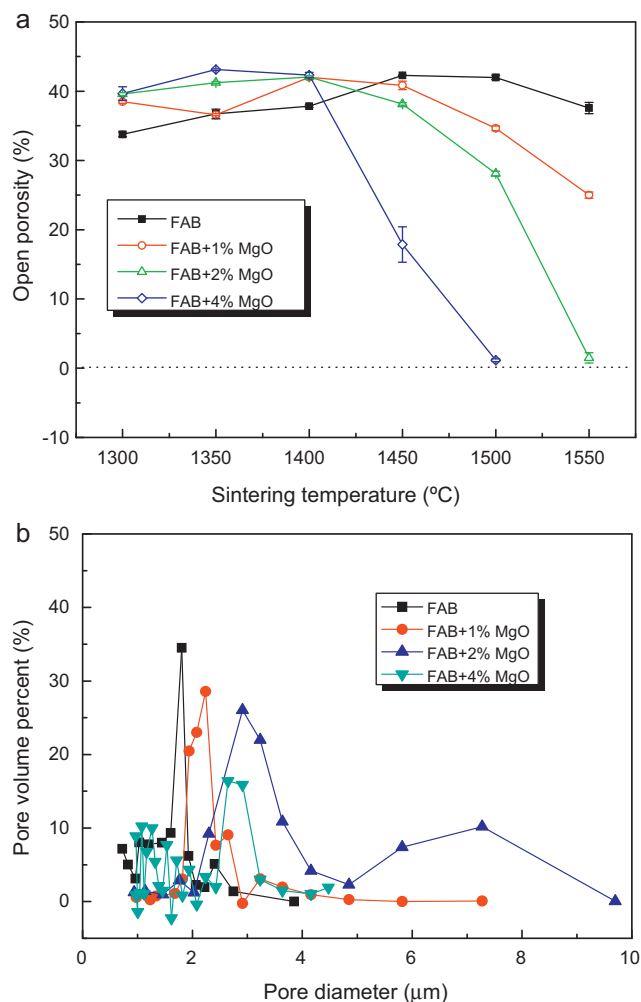 a
50
40
30
20
10
0
-10
Open porosity (%)
FAB
FAB+1% MgO
FAB+2% MgO
FAB+4% MgO
1300 1350 1400 1450 1500 1550
Sintering temperature (ºC)
b
50
40
30
20
10
0
Pore volume percent (%)
FAB
FAB+1% MgO
FAB+2% MgO
FAB+4% MgO
0 2 4 6 8 10
Pore diameter (μm)